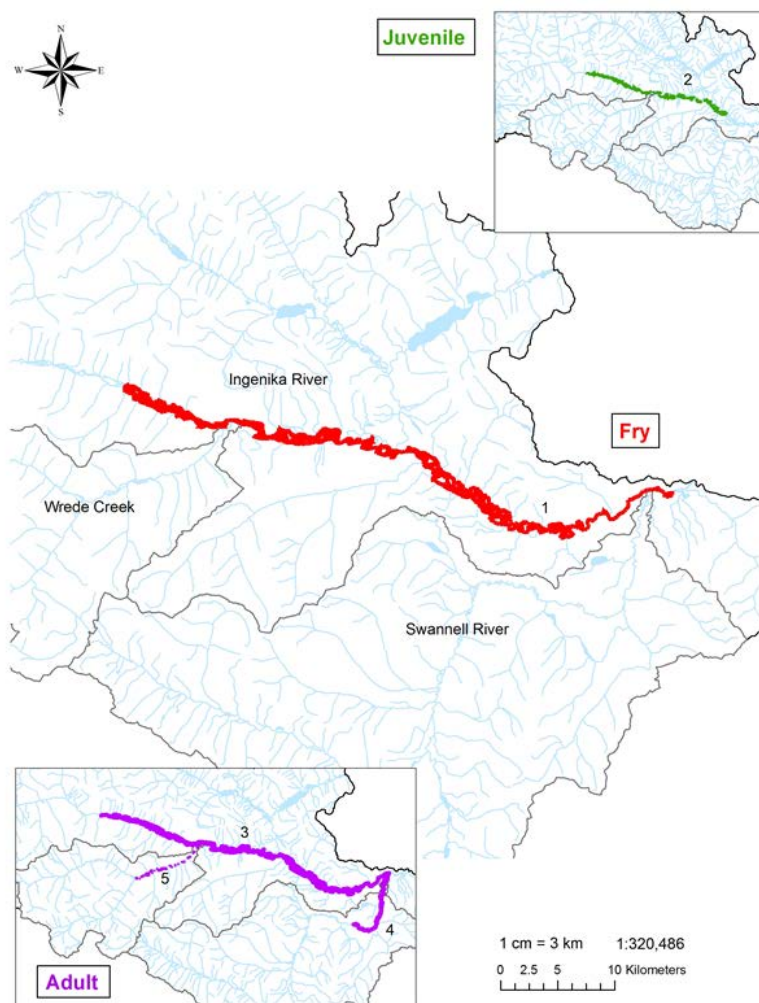 Juvenile
2
N
W E
S
Ingenika River
Fry
Wrede Creek
1
Swannell River
3
5
4
Adult
1 cm = 3 km 1:320,486
0 2.5 5 10 Kilometers